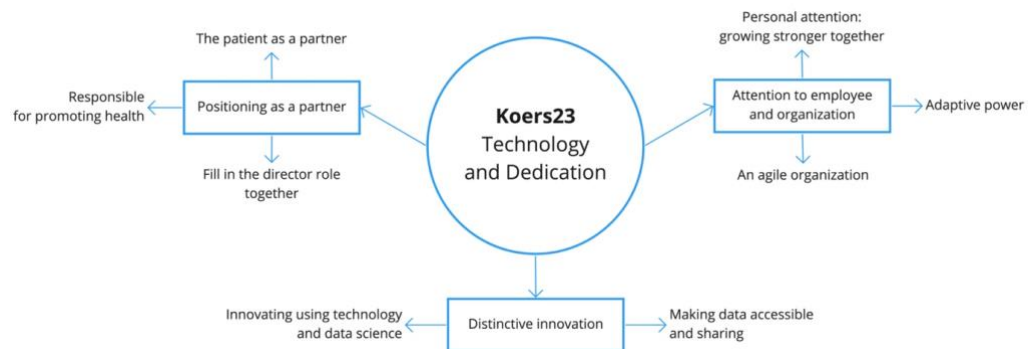 The patient as a partner
Responsible
for promoting health
Positioning as a partner
Fill in the director role
together
Koers23
Technology
and Dedication
Personal attention:
growing stronger together
Attention to employee
and organization
Adaptive power
An agile organization
Innovating using technology
and data science
Distinctive innovation
Making data accessible
and sharing